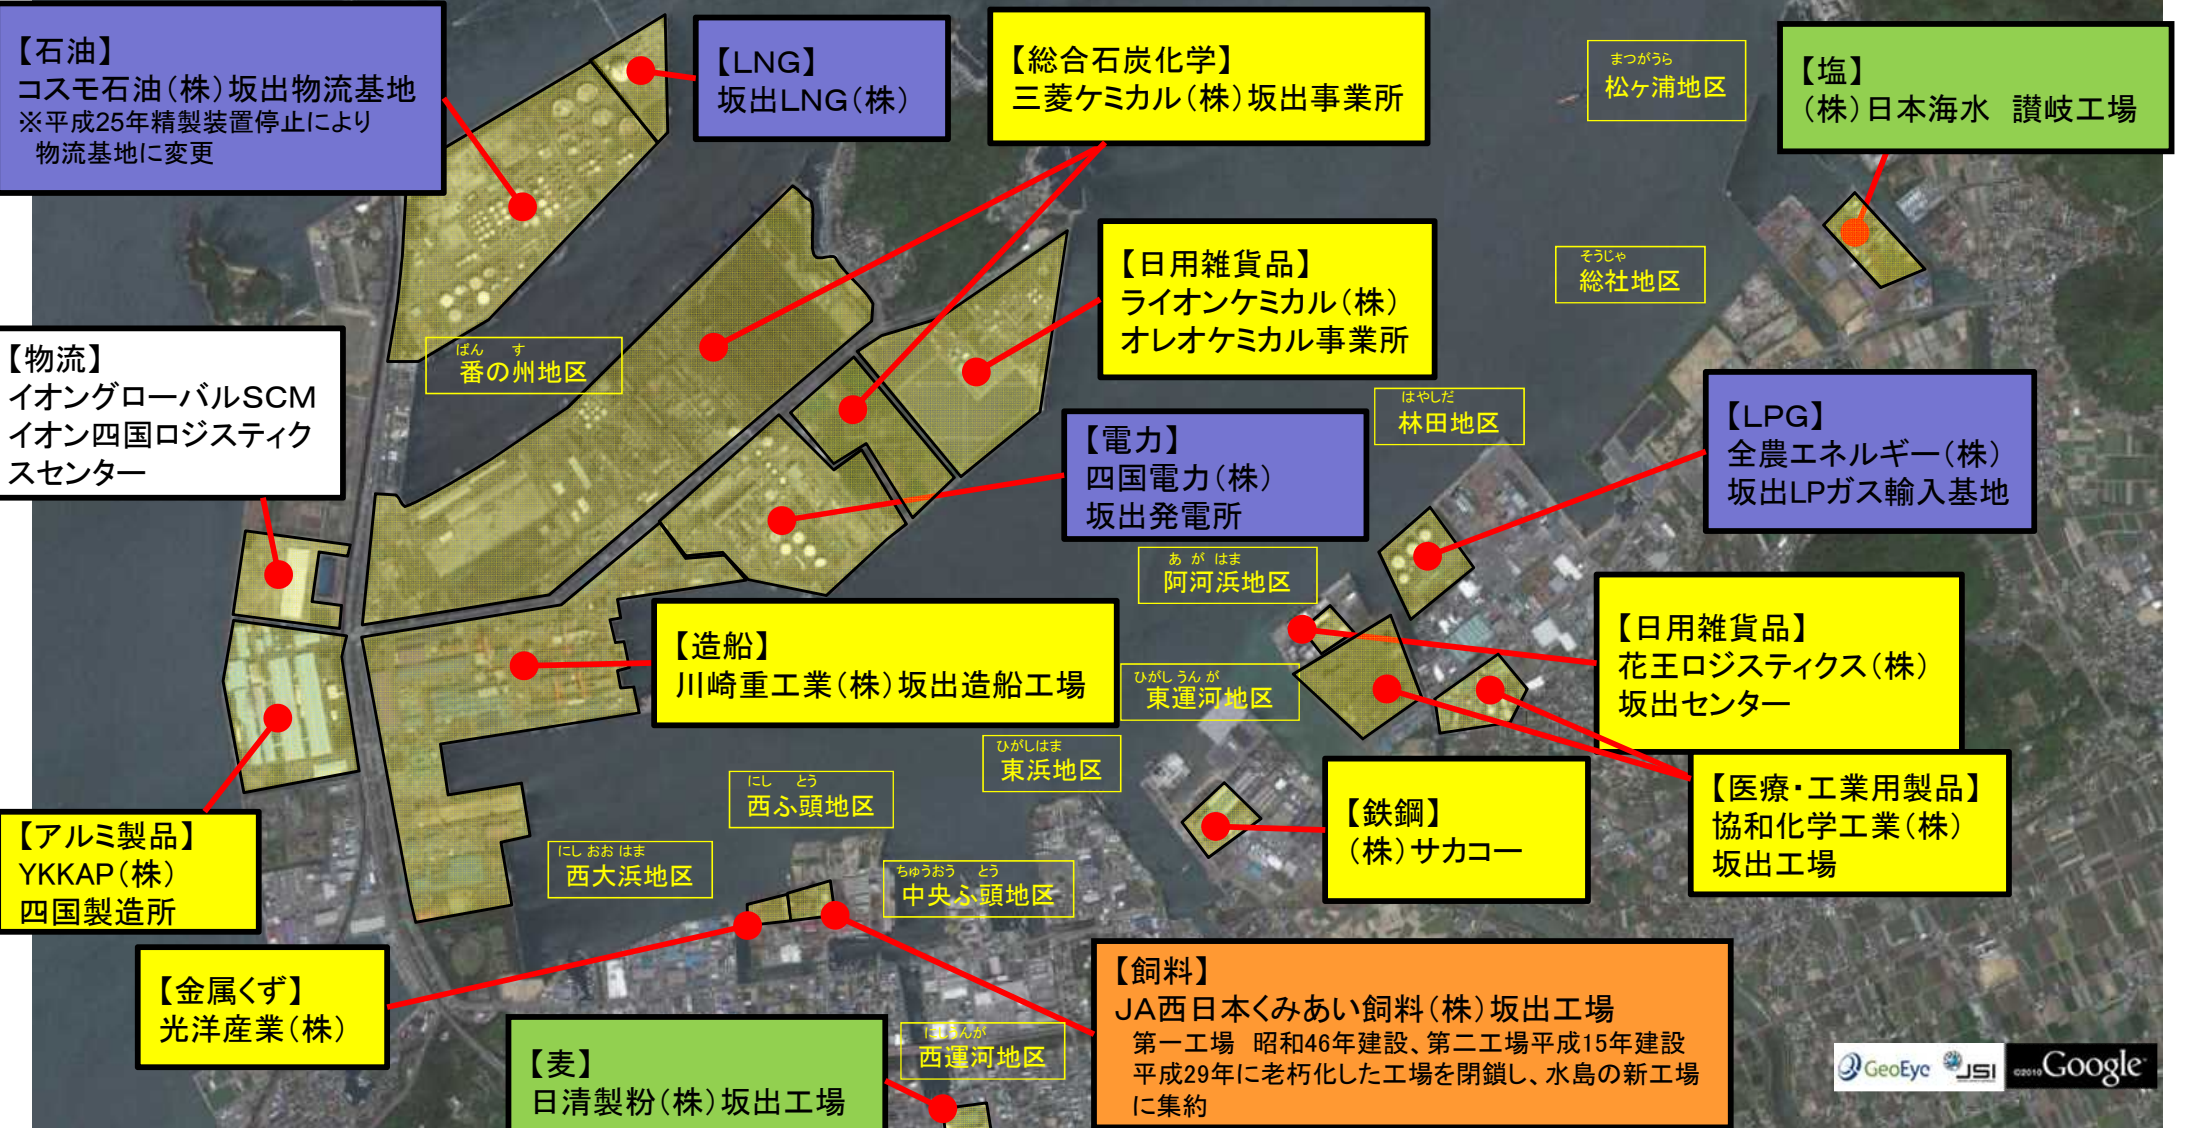 【石油】
コスモ石油(株)坂出物流基地
※平成25年精製装置停止により
物流基地に変更
【LNG】
坂出LNG(株)
【総合石炭化学】
三菱ケミカル(株)坂出事業所
まつがうら
松ヶ浦地区
【塩】
(株)日本海水 讃岐工場
【日用雑貨品】
ライオンケミカル(株)
オレオケミカル事業所
そうじゃ
総社地区
【物流】
イオングローバルSCM
イオン四国ロジスティク
スセンター
ばん す
番の州地区
はやしだ
林田地区
【LPG】
全農エネルギー(株)
坂出LPガス輸入基地
【電力】
四国電力(株)
坂出発電所
あ が はま
阿河浜地区
【造船】
川崎重工業(株)坂出造船工場
ひがしうん が
東運河地区
【日用雑貨品】
花王ロジスティクス(株)
坂出センター
ひがしはま
東浜地区
にし とう
西ふ頭地区
【鉄鋼】
(株)サカコー
【医療・工業用製品】
協和化学工業(株)
坂出工場
【アルミ製品】
YKKAP(株)
四国製造所
にし おお はま
西大浜地区
ちゅうおう とう
中央ふ頭地区
【金属くず】
光洋産業(株)
【麦】
日清製粉(株)坂出工場
にしうんが
西運河地区
【飼料】
JA西日本くみあい飼料(株)坂出工場
第一工場 昭和46年建設、第二工場平成15年建設
平成29年に老朽化した工場を閉鎖し、水島の新工場
に集約
GeoEye JSI ©2010 Google